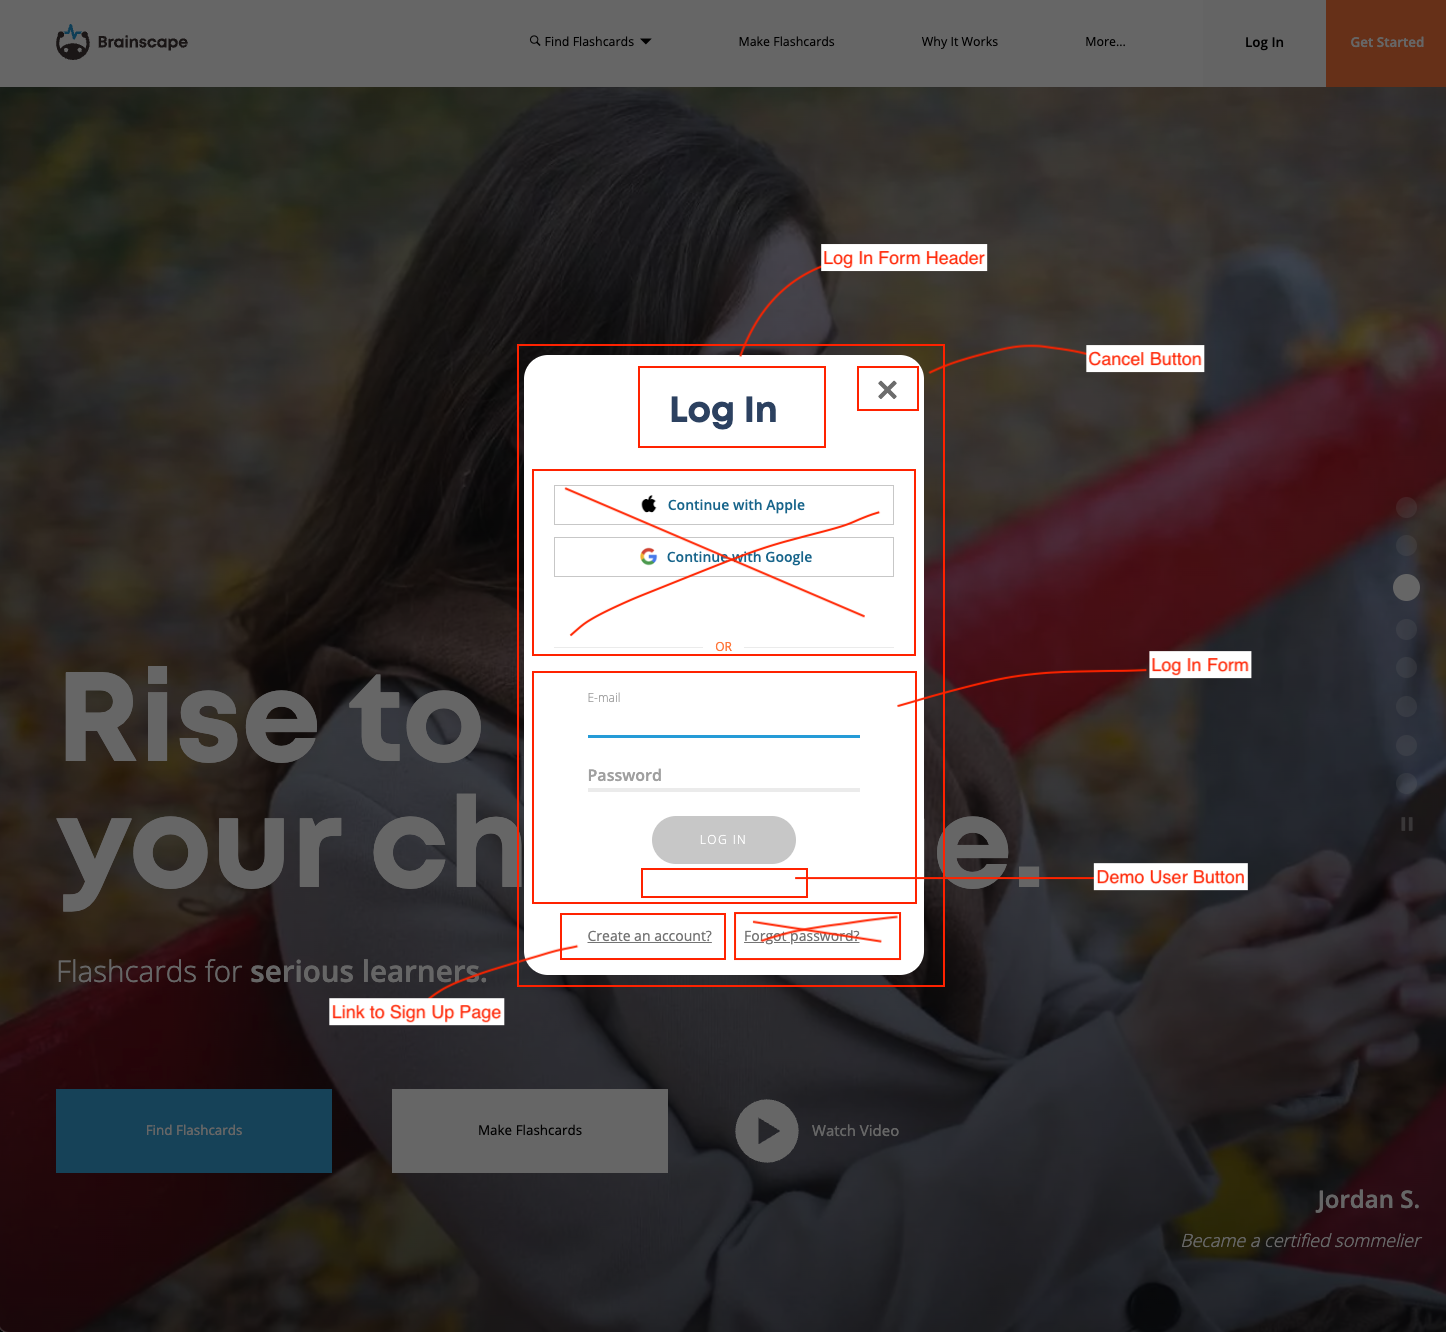 Brainscape
Find Flashcards
Make Flashcards
Why It Works
More...
Log In
Get Started
Log In Form Header
Cancel Button
Log In
Continue with Apple
Continue with Google
OR
Log In Form
E-mail
Password
LOG IN
Demo User Button
Create an account?
Forgot password?
Link to Sign Up Page
Rise to
your ch e.
Flashcards for serious learners.
Find Flashcards
Make Flashcards
Watch Video
Jordan S.
Became a certified sommelier